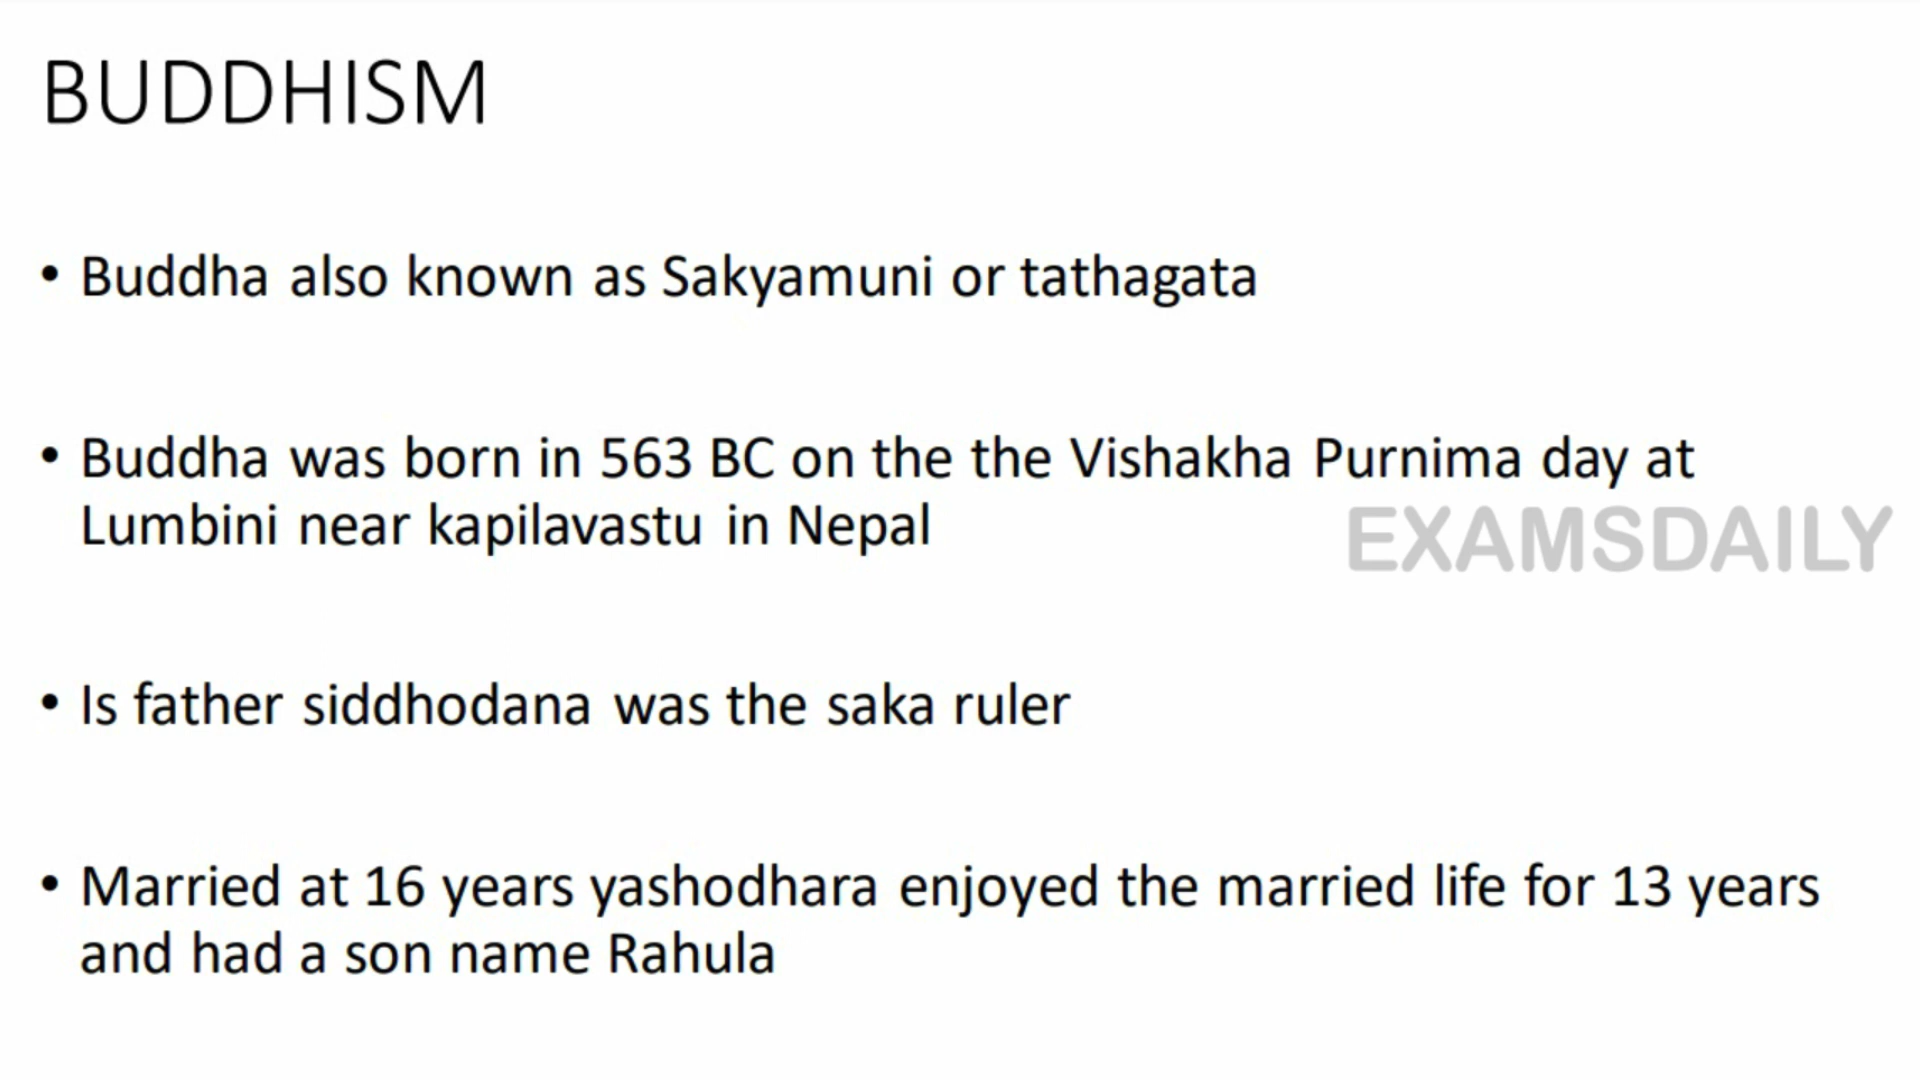 BUDDHISM
• Buddha also known as Sakyamuni or tathagata
• Buddha was born in 563 BC on the the Vishakha Purnima day at
Lumbini near kapilavastu in Nepal
EXAMSDAILY
• Is father siddhodana was the saka ruler
• Married at 16 years yashodhara enjoyed the married life for 13 years
and had a son name Rahula